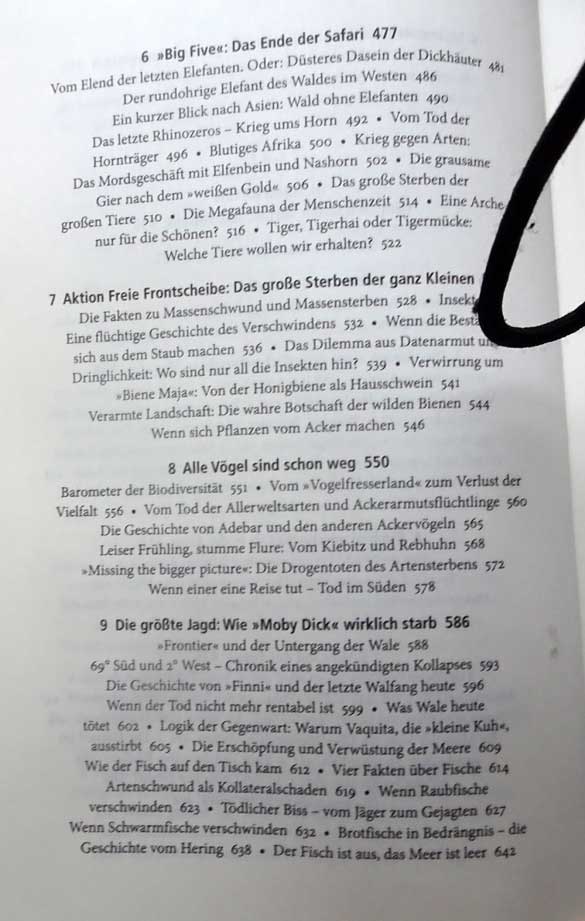 6 »Big Five«: Das Ende der Safari 477
Vom Elend der letzten Elefanten. Oder: Düsteres Dasein der Dickhäuter 481
Der rundohrige Elefant des Waldes im Westen 486
Ein kurzer Blick nach Asien: Wald ohne Elefanten 490
Das letzte Rhinozeros – Krieg ums Horn 492 • Vom Tod der
Hornträger 496 • Blutiges Afrika 500 • Krieg gegen Arten:
Das Mordsgeschäft mit Elfenbein und Nashorn 502 • Die grausame
Gier nach dem »weißen Gold« 506 • Das große Sterben der
großen Tiere 510 • Die Megafauna der Menschenzeit 514 • Eine Arche
nur für die Schönen? 516 • Tiger, Tigerhai oder Tigermücke:
Welche Tiere wollen wir erhalten? 522
7 Aktion Freie Frontscheibe: Das große Sterben der ganz Kleinen
Die Fakten zu Massenschwund und Massensterben 528 •
Eine flüchtige Geschichte des Verschwindens 532 • Wenn die
sich aus dem Staub machen 536 • Das Dilemma aus Datenarmut
Dringlichkeit: Wo sind nur all die Insekten hin? 539 • Verwirrung um
»Biene Maja«: Von der Honigbiene als Hausschwein 541
Verarmte Landschaft: Die wahre Botschaft der wilden Bienen 544
Wenn sich Pflanzen vom Acker machen 546
8 Alle Vögel sind schon weg 550
Barometer der Biodiversität 551 • Vom »Vogelfresserland« zum Verlust der
Vielfalt 556 • Vom Tod der Allerweltsarten und Ackerarmutsflüchtlinge 560
Die Geschichte von Adebar und den anderen Ackervögeln 565
Leiser Frühling, stumme Flure: Vom Kiebitz und Rebhuhn 568
»Missing the bigger picture«: Die Drogentoten des Artensterbens 572
Wenn einer eine Reise tut – Tod im Süden 578
9 Die größte Jagd: Wie »Moby Dick« wirklich starb 586
»Frontier« und der Untergang der Wale 588
69° Süd und 2° West – Chronik eines angekündigten Kollapses 593
Die Geschichte von »Finni« und der letzte Walfang heute 596
Wenn der Tod nicht mehr rentabel ist 599 • Was Wale heute
tötet 602 • Logik der Gegenwart: Warum Vaquita, die »kleine Kuh«,
ausstirbt 605 • Die Erschöpfung und Verwüstung der Meere 609
Wie der Fisch auf den Tisch kam 612 • Vier Fakten über Fische 614
Artenschwund als Kollateralschaden 619 • Wenn Raubfische
verschwinden 623 • Tödlicher Biss – vom Jäger zum Gejagten 627
Wenn Schwarmfische verschwinden 632 • Brotfische in Bedrängnis – die
Geschichte vom Hering 638 • Der Fisch ist aus, das Meer ist leer 642